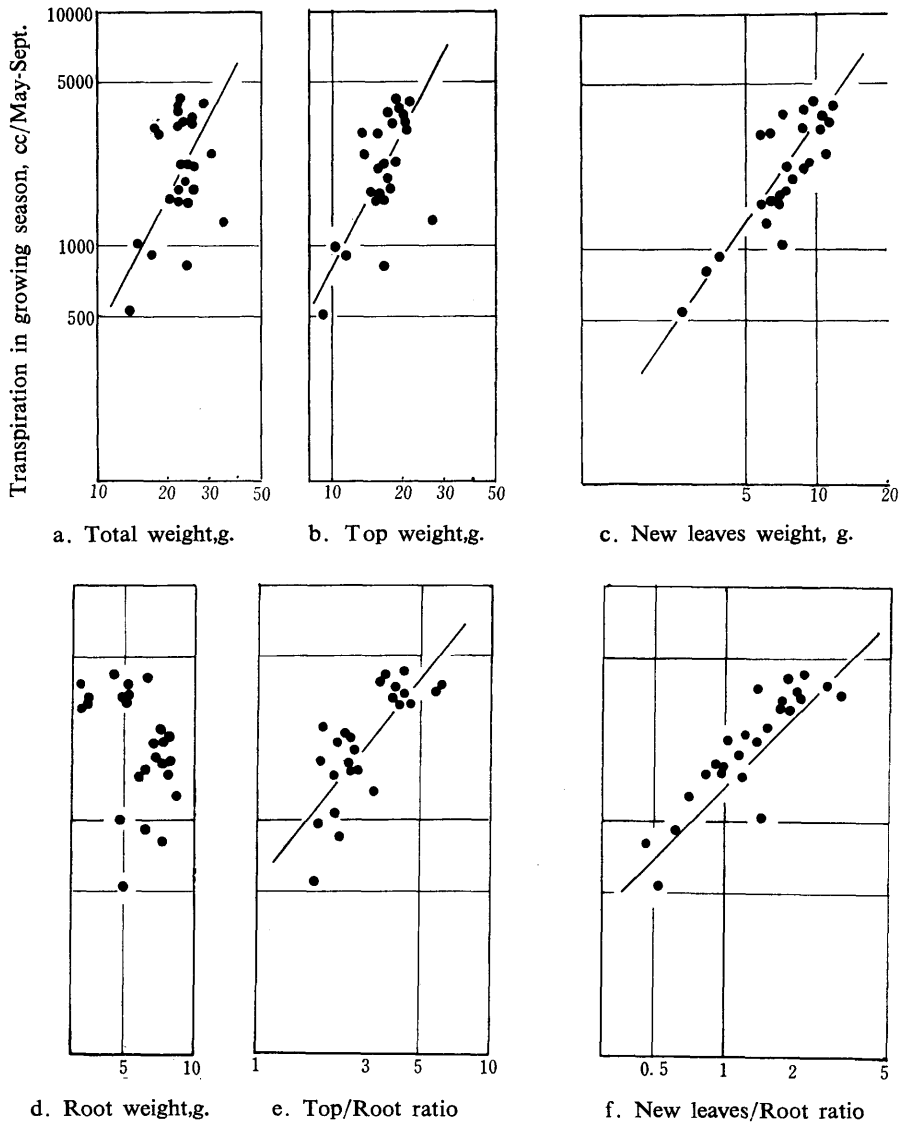 Transpiration in growing season, cc/May-Sept.
10000
5000
1000
500
10 20 30 50
10 20 30 50
5 10 20
a. Total weight,g.
b. Top weight,g.
c. New leaves weight, g.
5 10
1 3 5 10
0.5 1 2 5
d. Root weight,g.
e. Top/Root ratio
f. New leaves/Root ratio